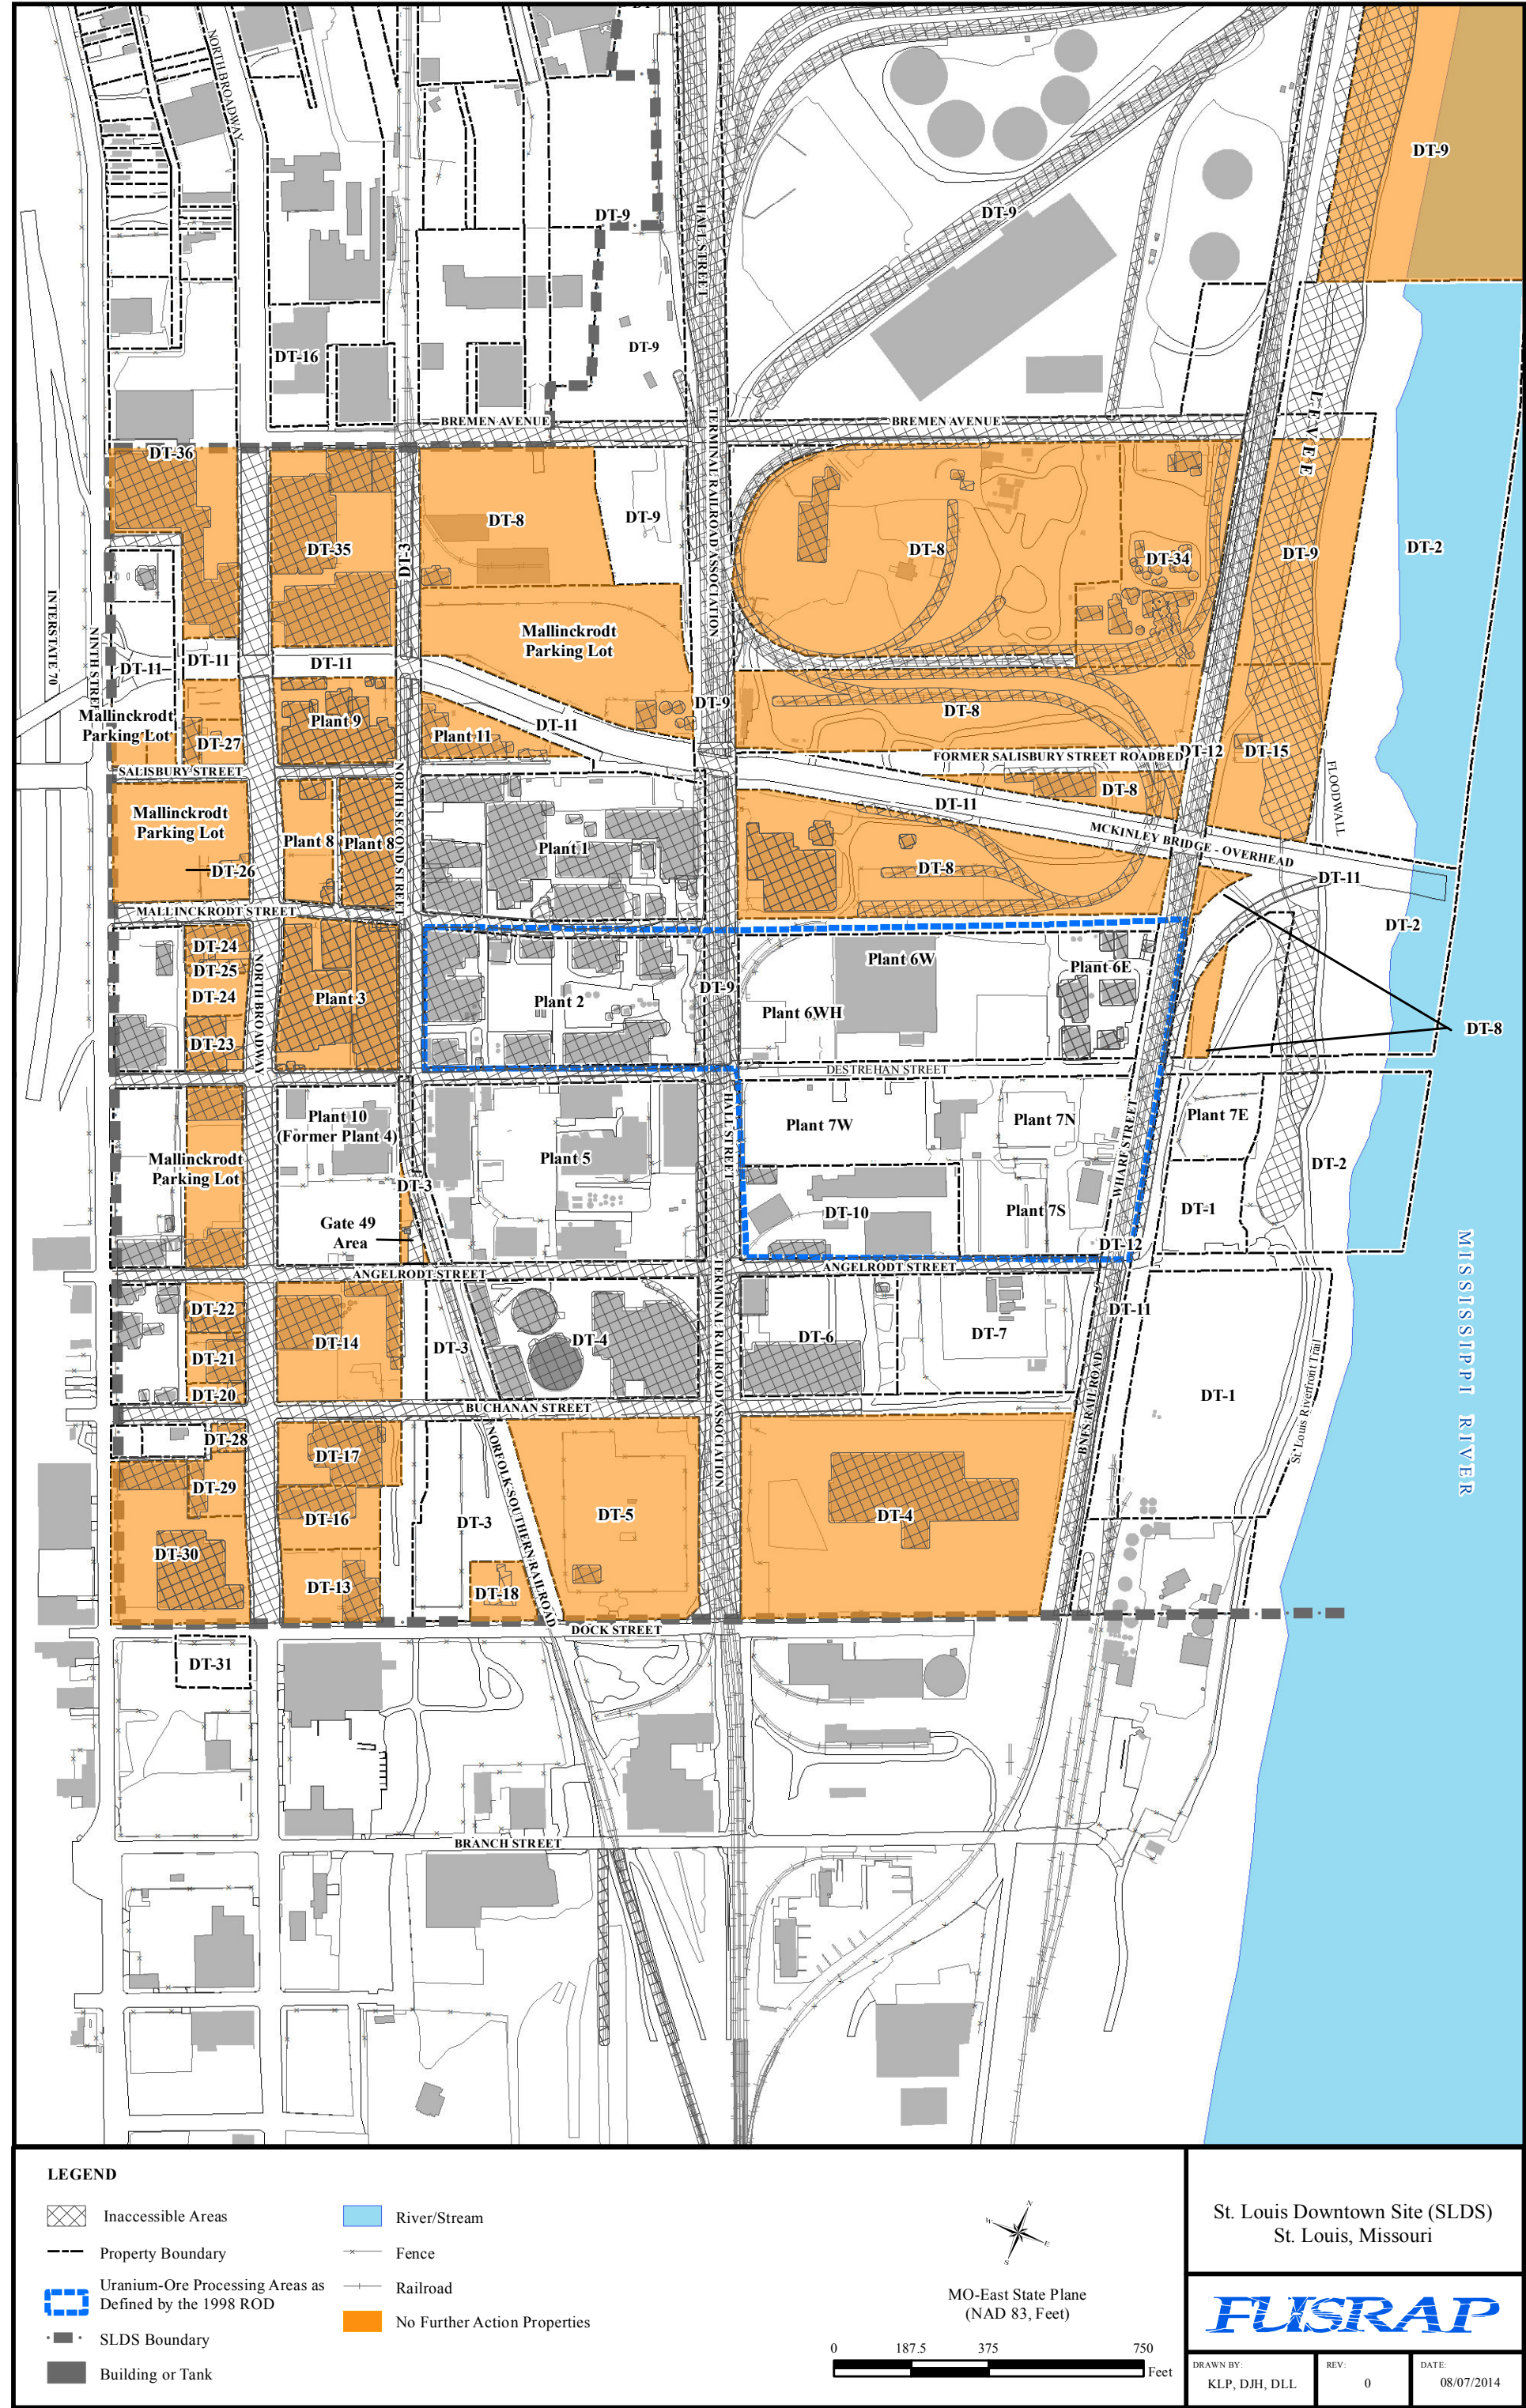 DT-9
NORTH BROADWAY
DT-9
DT-9
DT-9
HALL STREET
DT-9
DT-16
BREMEN AVENUE
BREMEN AVENUE
LEVEE
DT-36
DT-35
DT-3
DT-8
DT-9
TERMINAL RAILROAD ASSOCIATION
DT-8
DT-34
DT-9
DT-2
INTERSTATE 70
NINTH STREET
DT-11
DT-11
DT-11
Mallinckrodt
Parking Lot
Mallinckrodt
Parking Lot
DT-27
Plant 9
Plant 11
DT-11
DT-9
DT-8
FORMER SALISBURY STREET ROADBED
DT-12
DT-15
SALISBURY STREET
NORTH SECOND STREET
FLOODWALL
Mallinckrodt
Parking Lot
DT-26
Plant 8
Plant 8
Plant 1
DT-8
DT-11
MCKINLEY BRIDGE - OVERHEAD
DT-8
DT-11
MALLINCKRODT STREET
DT-2
DT-24
DT-25
DT-24
DT-23
NORTH BROADWAY
Plant 3
Plant 2
DT-9
Plant 6W
Plant 6WH
Plant 6E
DT-8
DESTREHAN STREET
Mallinckrodt
Parking Lot
Plant 10
(Former Plant 4)
DT-3
Gate 49
Area
Plant 5
HALL STREET
Plant 7W
Plant 7N
Plant 7E
WHARF STREET
DT-2
DT-10
Plant 7S
DT-1
DT-12
ANGELRODT STREET
ANGELRODT STREET
DT-22
DT-21
DT-20
DT-14
DT-3
DT-4
TERMINAL RAILROAD ASSOCIATION
DT-6
DT-7
DT-11
DT-1
MISSISSIPPI RIVER
St. Louis Riverfront Trail
BUCHANAN STREET
BNFS RAILROAD
DT-28
DT-29
DT-30
DT-17
DT-16
DT-13
DT-3
NORFOLK SOUTHERN RAILROAD
DT-18
DT-5
DT-4
DOCK STREET
DT-31
BRANCH STREET
LEGEND
Inaccessible Areas
Property Boundary
Uranium-Ore Processing Areas as
Defined by the 1998 ROD
SLDS Boundary
Building or Tank
River/Stream
Fence
Railroad
No Further Action Properties
N
W
E
S
MO-East State Plane
(NAD 83, Feet)
0 187.5 375 750
Feet
St. Louis Downtown Site (SLDS)
St. Louis, Missouri
FUSRAP
DRAWN BY:
KLP, DJH, DLL
REV:
0
DATE:
08/07/2014